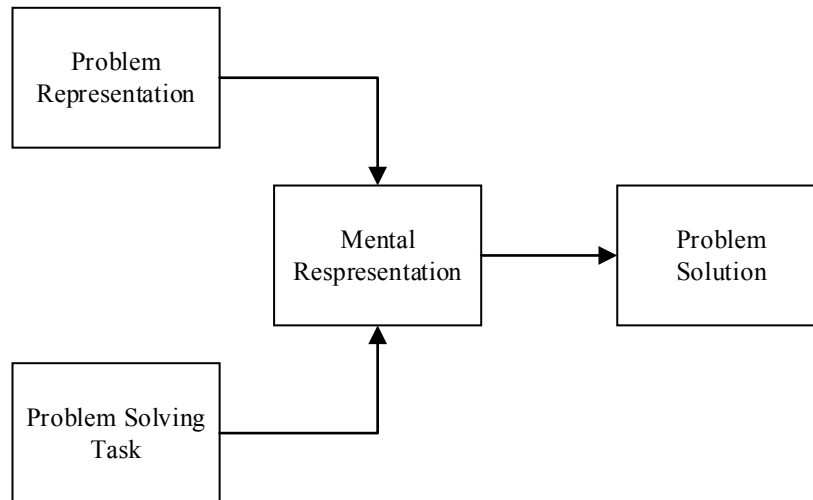 Problem
Representation
Mental
Respresentation
Problem
Solution
Problem Solving
Task